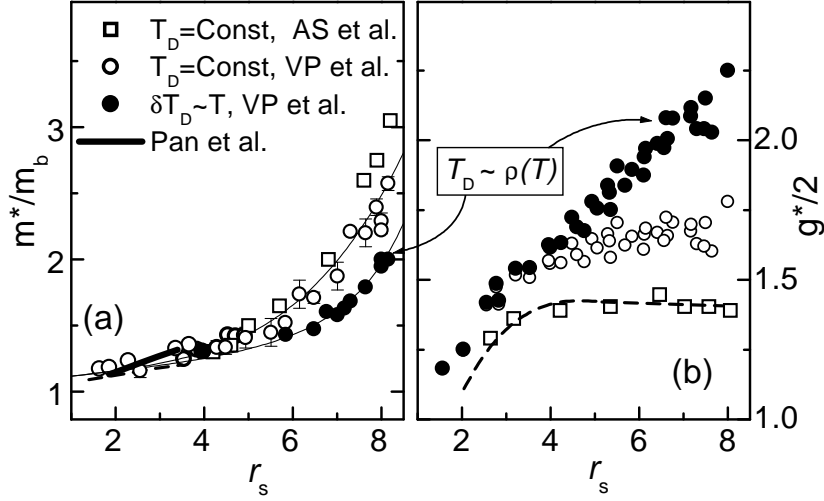 T_D=Const, AS et al.
T_D=Const, VP et al.
δT_D~T, VP et al.
Pan et al.
3
2
1
m*/m_b
(a)
2 4 6 8
r_s
T_D ~ ρ(T)
2.0
1.5
1.0
g*/2
(b)
2 4 6 8
r_s